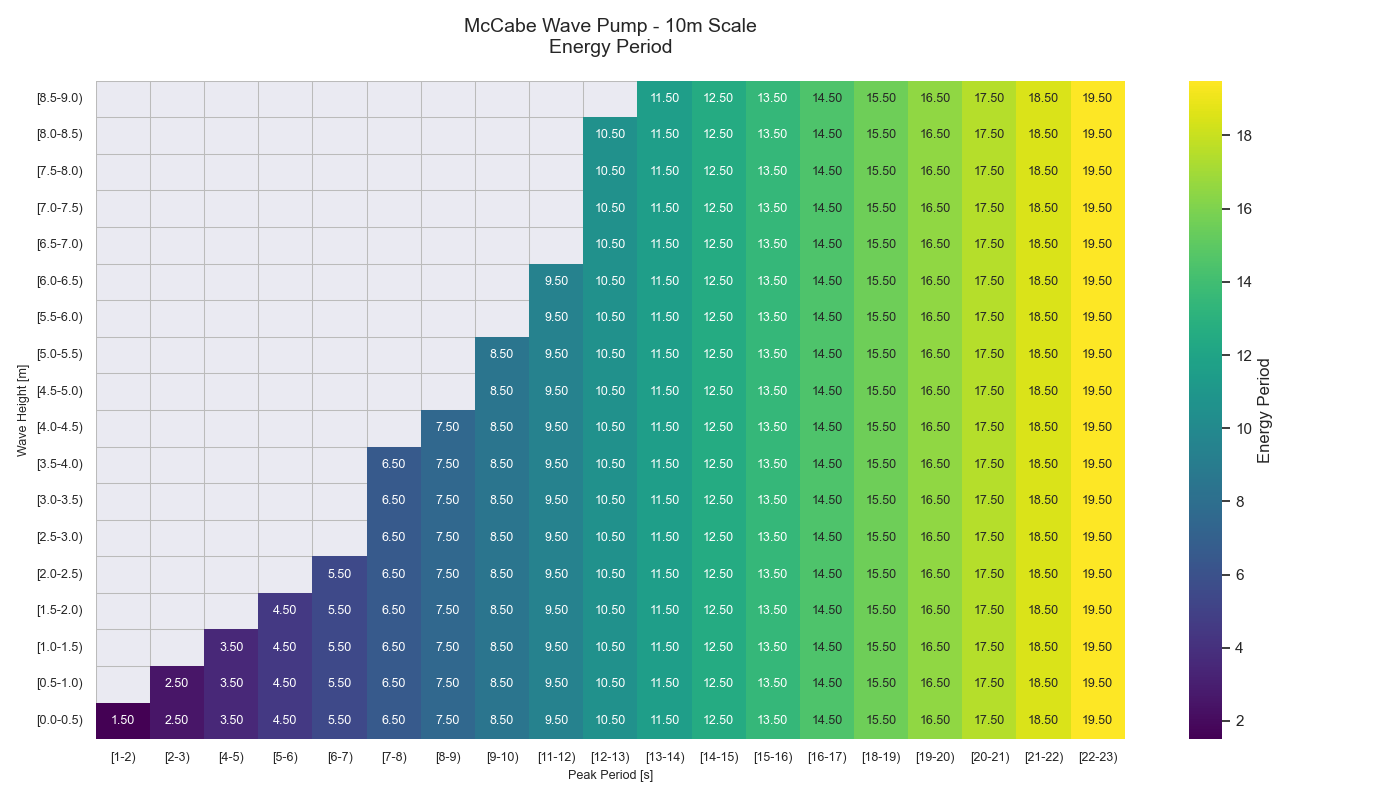 McCabe Wave Pump - 10m Scale
Energy Period
[8.5-9.0) 11.50 12.50 13.50 14.50 15.50 16.50 17.50 18.50 19.50
[8.0-8.5) 10.50 11.50 12.50 13.50 14.50 15.50 16.50 17.50 18.50 19.50 18
[7.5-8.0) 10.50 11.50 12.50 13.50 14.50 15.50 16.50 17.50 18.50 19.50
[7.0-7.5) 10.50 11.50 12.50 13.50 14.50 15.50 16.50 17.50 18.50 19.50 16
[6.5-7.0) 10.50 11.50 12.50 13.50 14.50 15.50 16.50 17.50 18.50 19.50
[6.0-6.5) 9.50 10.50 11.50 12.50 13.50 14.50 15.50 16.50 17.50 18.50 19.50 14
[5.5-6.0) 9.50 10.50 11.50 12.50 13.50 14.50 15.50 16.50 17.50 18.50 19.50
[5.0-5.5) 8.50 9.50 10.50 11.50 12.50 13.50 14.50 15.50 16.50 17.50 18.50 19.50 12
[4.5-5.0) 8.50 9.50 10.50 11.50 12.50 13.50 14.50 15.50 16.50 17.50 18.50 19.50
Wave Height [m]
Energy Period
[4.0-4.5) 7.50 8.50 9.50 10.50 11.50 12.50 13.50 14.50 15.50 16.50 17.50 18.50 19.50 10
[3.5-4.0) 6.50 7.50 8.50 9.50 10.50 11.50 12.50 13.50 14.50 15.50 16.50 17.50 18.50 19.50
[3.0-3.5) 6.50 7.50 8.50 9.50 10.50 11.50 12.50 13.50 14.50 15.50 16.50 17.50 18.50 19.50 8
[2.5-3.0) 6.50 7.50 8.50 9.50 10.50 11.50 12.50 13.50 14.50 15.50 16.50 17.50 18.50 19.50
[2.0-2.5) 5.50 6.50 7.50 8.50 9.50 10.50 11.50 12.50 13.50 14.50 15.50 16.50 17.50 18.50 19.50 6
[1.5-2.0) 4.50 5.50 6.50 7.50 8.50 9.50 10.50 11.50 12.50 13.50 14.50 15.50 16.50 17.50 18.50 19.50
[1.0-1.5) 3.50 4.50 5.50 6.50 7.50 8.50 9.50 10.50 11.50 12.50 13.50 14.50 15.50 16.50 17.50 18.50 19.50 4
[0.5-1.0) 2.50 3.50 4.50 5.50 6.50 7.50 8.50 9.50 10.50 11.50 12.50 13.50 14.50 15.50 16.50 17.50 18.50 19.50
[0.0-0.5) 1.50 2.50 3.50 4.50 5.50 6.50 7.50 8.50 9.50 10.50 11.50 12.50 13.50 14.50 15.50 16.50 17.50 18.50 19.50 2
[1-2) [2-3) [4-5) [5-6) [6-7) [7-8) [8-9) [9-10) [11-12) [12-13) [13-14) [14-15) [15-16) [16-17) [18-19) [19-20) [20-21) [21-22) [22-23)
Peak Period [s]